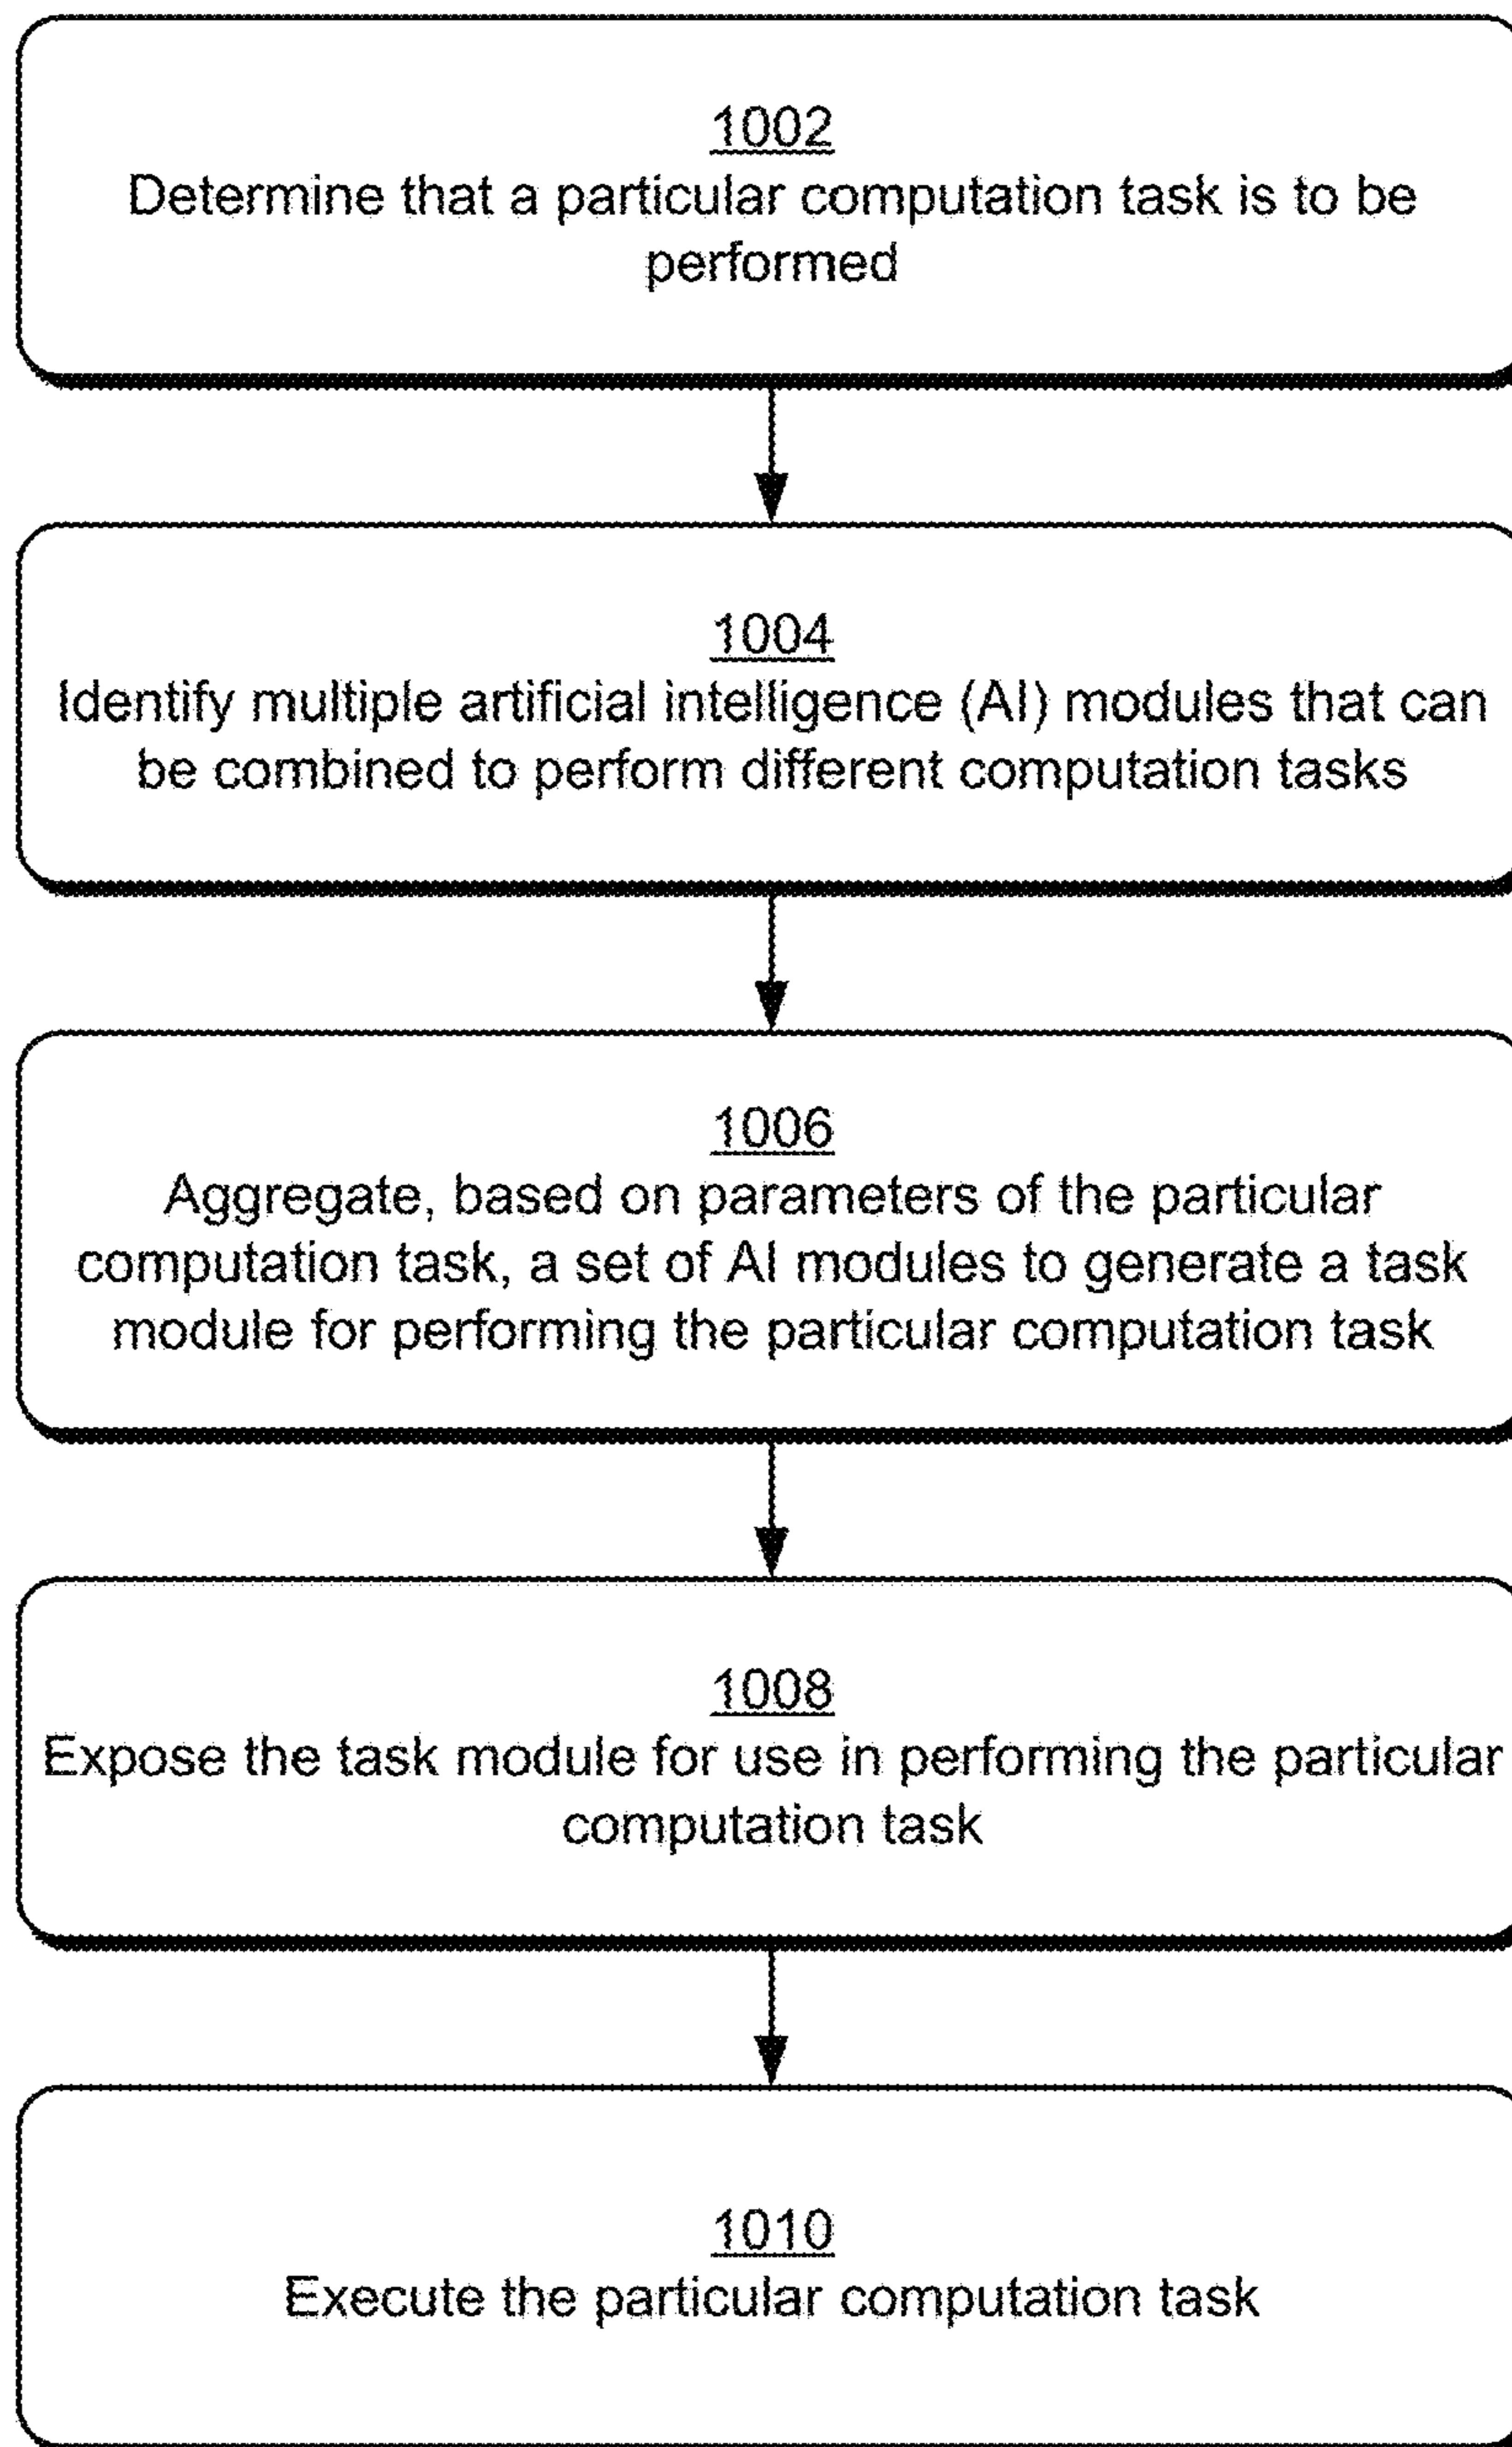 1002
Determine that a particular computation task is to be
performed
1004
Identify multiple artificial intelligence (AI) modules that can
be combined to perform different computation tasks
1006
Aggregate, based on parameters of the particular
computation task, a set of AI modules to generate a task
module for performing the particular computation task
1008
Expose the task module for use in performing the particular
computation task
1010
Execute the particular computation task